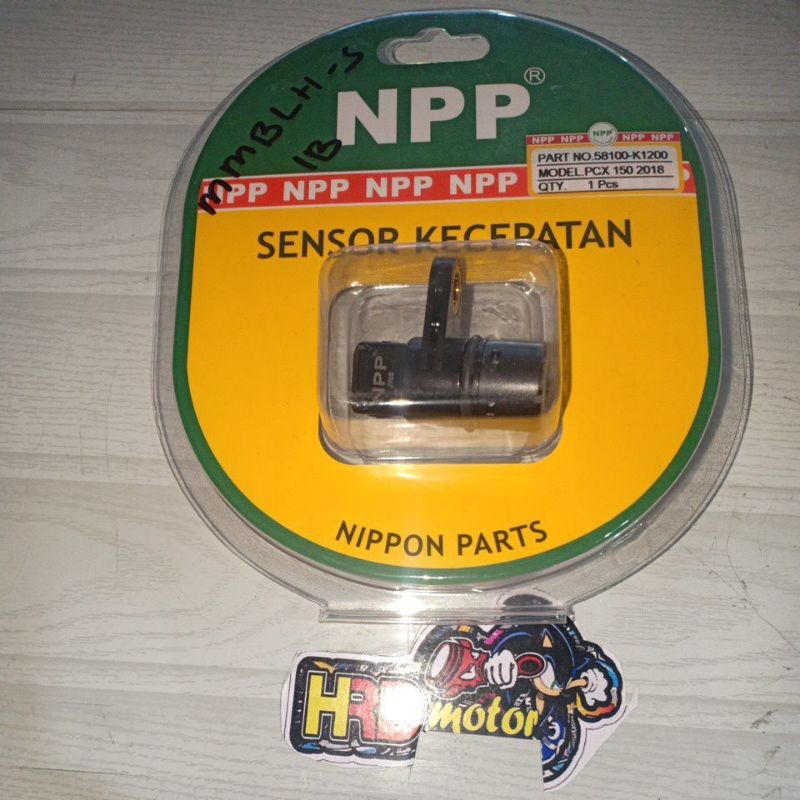 MMBLH-S
IB
NPP®
NPP NPP NPP NPP NPP
PART NO.58100-K1200
MODEL.PCX 150 2018
QTY. 1 Pcs
NPP NPP NPP NPP
SENSOR KECEPATAN
NPP
NIPPON PARTS
HRD
motor